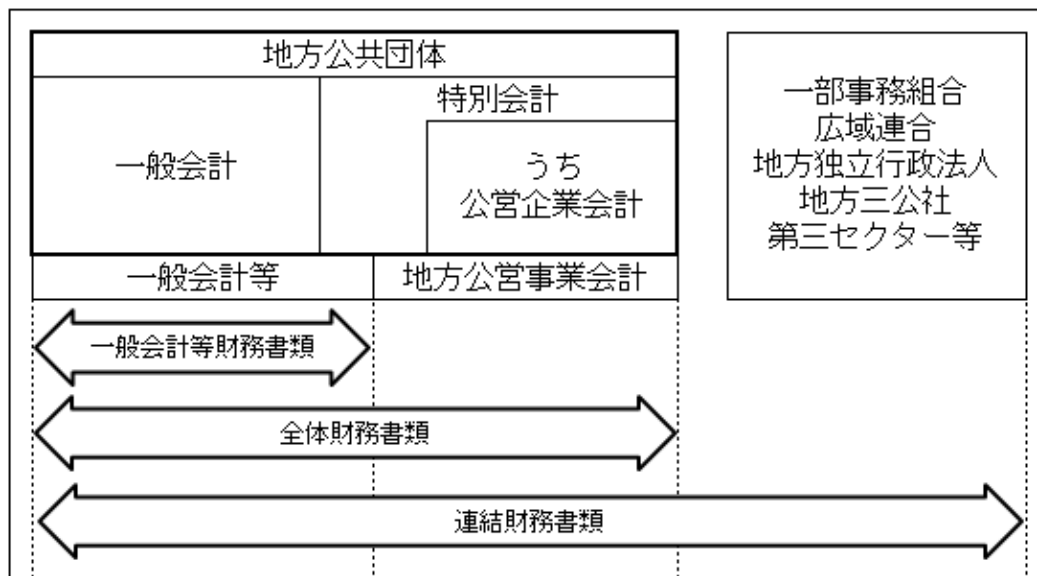 地方公共団体
一般会計
特別会計
うち
公営企業会計
一般会計等
地方公営事業会計
一部事務組合
広域連合
地方独立行政法人
地方三公社
第三セクター等
一般会計等財務書類
全体財務書類
連結財務書類